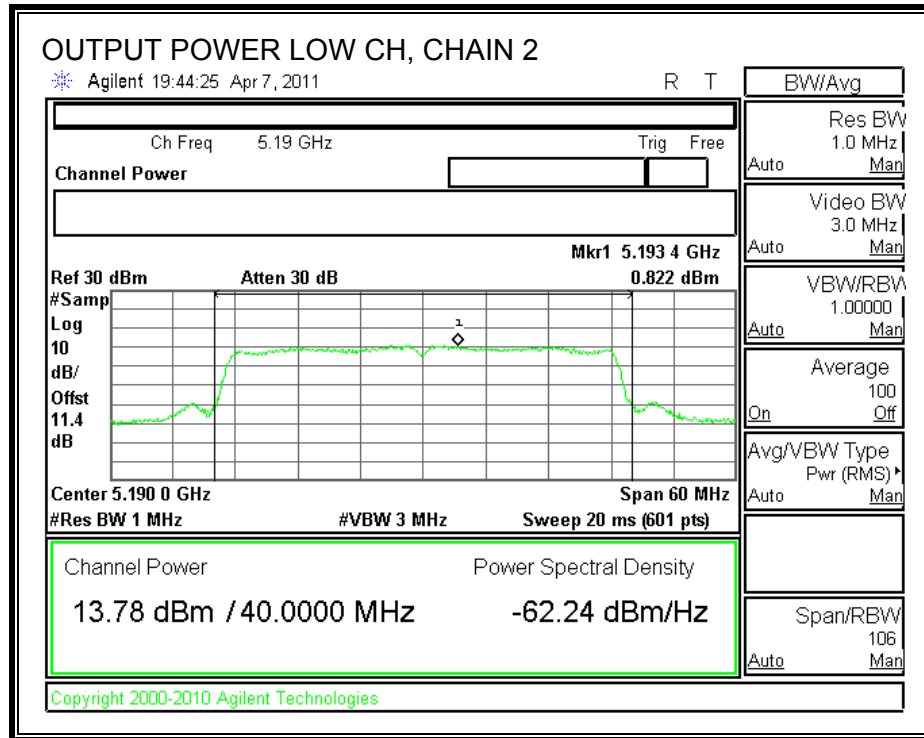 OUTPUT POWER LOW CH, CHAIN 2
Agilent 19:44:25 Apr 7, 2011 R T
Ch Freq 5.19 GHz Trig Free
Channel Power
Mkr1 5.193 4 GHz
Ref 30 dBm Atten 30 dB 0.822 dBm
#Samp
Log
10
dB/
Offst
11.4
dB
1
Center 5.190 0 GHz Span 60 MHz
#Res BW 1 MHz #VBW 3 MHz Sweep 20 ms (601 pts)
Channel Power Power Spectral Density
13.78 dBm / 40.0000 MHz -62.24 dBm/Hz
Copyright 2000-2010 Agilent Technologies
BW/Avg
Res BW
1.0 MHz
Auto Man
Video BW
3.0 MHz
Auto Man
VBW/RBW
1.00000
Auto Man
Average
100
On Off
Avg/VBW Type
Pwr (RMS)
Auto Man
Span/RBW
106
Auto Man